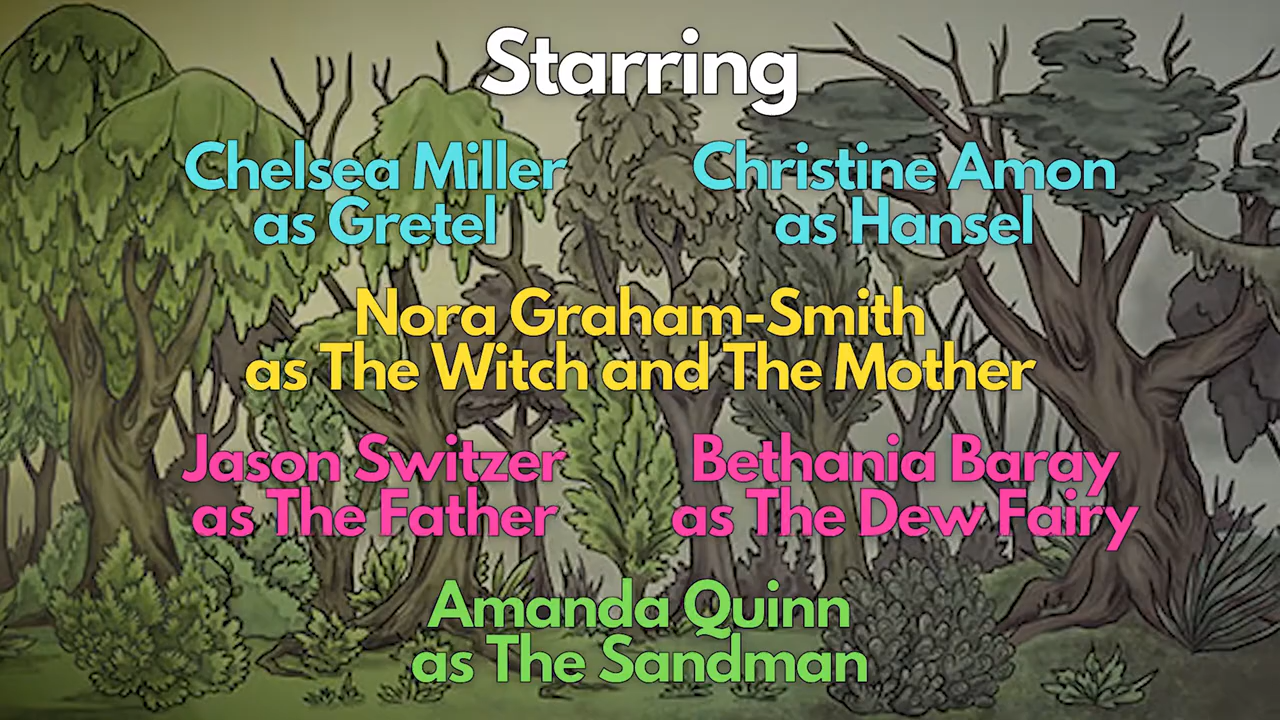 Starring
Chelsea Miller
as Gretel
Christine Amon
as Hansel
Nora Graham-Smith
as The Witch and The Mother
Jason Switzer
as The Father
Bethania Baray
as The Dew Fairy
Amanda Quinn
as The Sandman